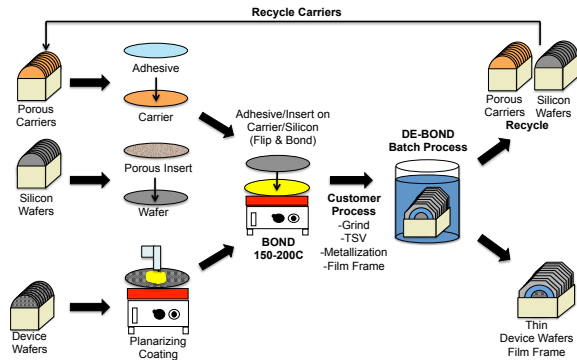 Recycle Carriers
Adhesive
Porous
Carriers
Carrier
Porous Insert
Silicon
Wafers
Wafer
Device
Wafers
Planarizing
Coating
Adhesive/Insert on
Carrier/Silicon
(Flip & Bond)
BOND
150-200C
Customer
Process
-Grind
-TSV
-Metallization
-Film Frame
DE-BOND
Batch Process
Porous
Carriers
Silicon
Wafers
Recycle
Thin
Device Wafers
Film Frame